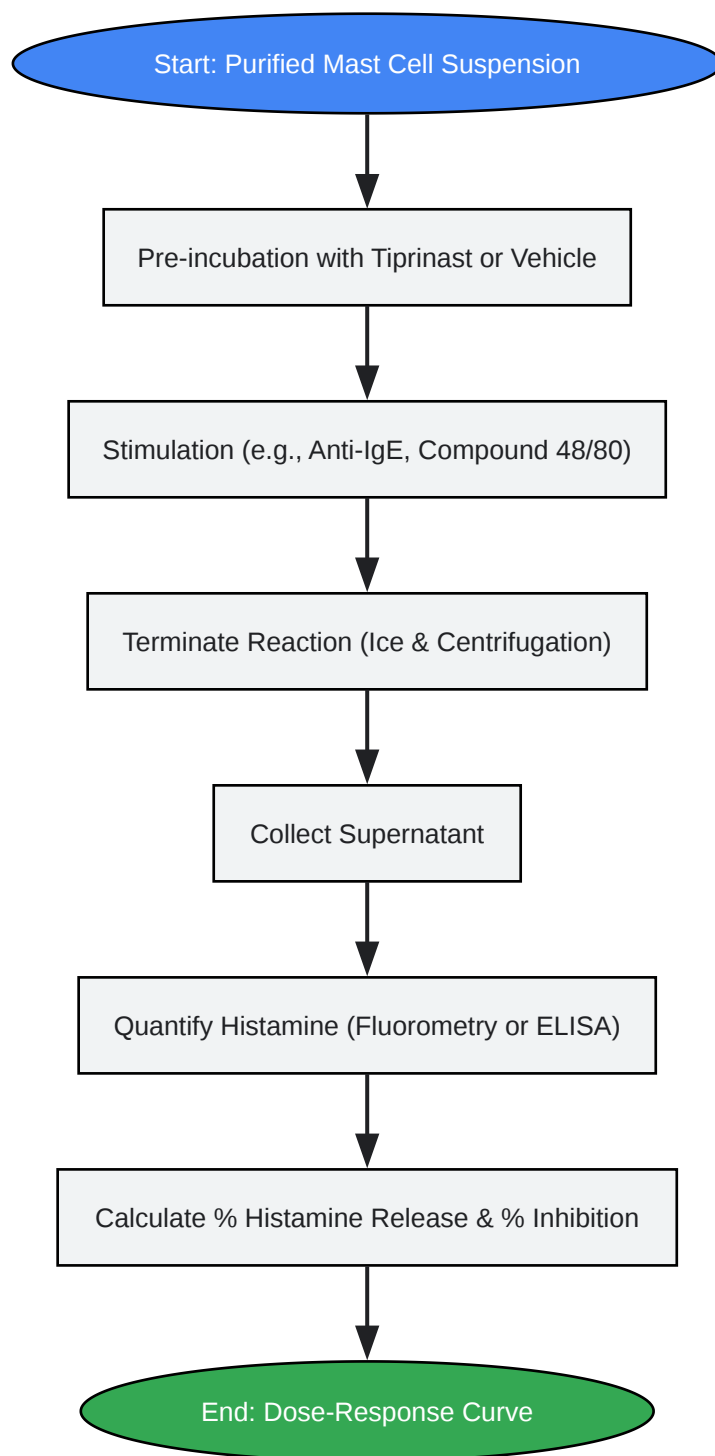 Start: Purified Mast Cell Suspension
Pre-incubation with Tiprinast or Vehicle
Stimulation (e.g., Anti-IgE, Compound 48/80)
Terminate Reaction (Ice & Centrifugation)
Collect Supernatant
Quantify Histamine (Fluorometry or ELISA)
Calculate % Histamine Release & % Inhibition
End: Dose-Response Curve